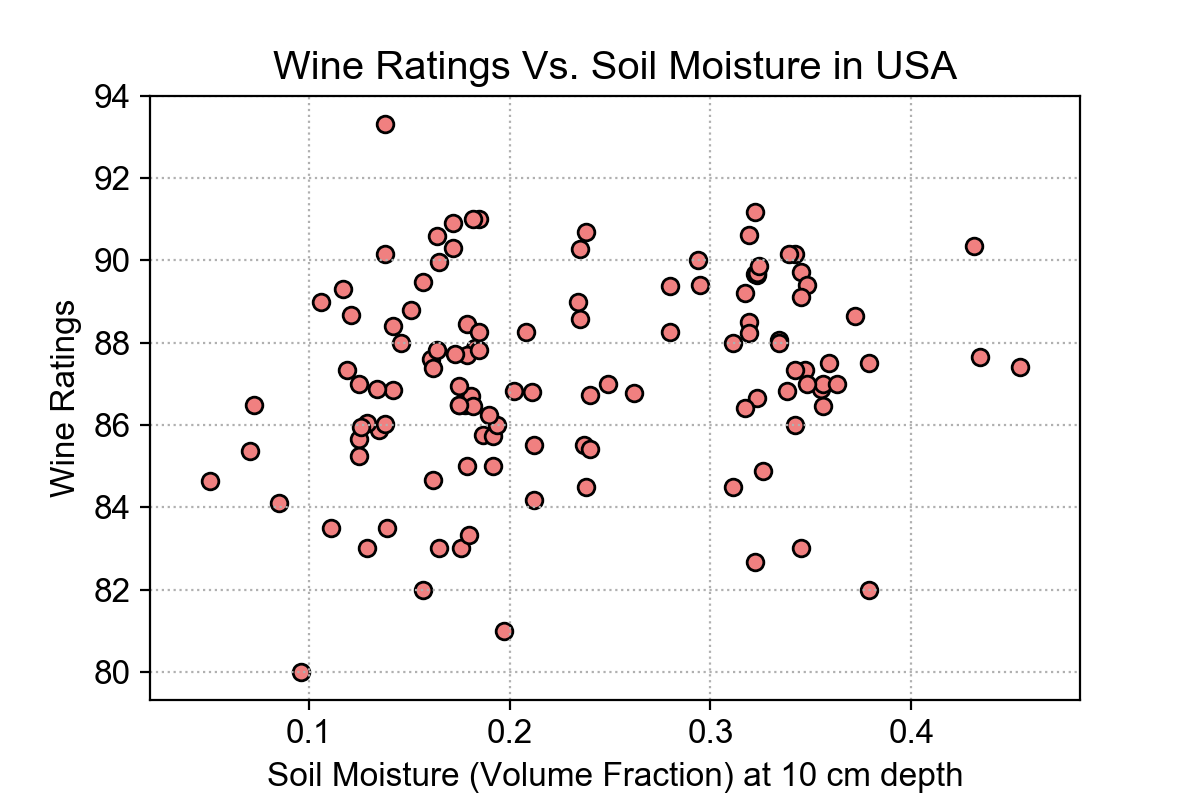 Wine Ratings Vs. Soil Moisture in USA
94
92
90
88
86
84
82
80
Wine Ratings
0.1 0.2 0.3 0.4
Soil Moisture (Volume Fraction) at 10 cm depth